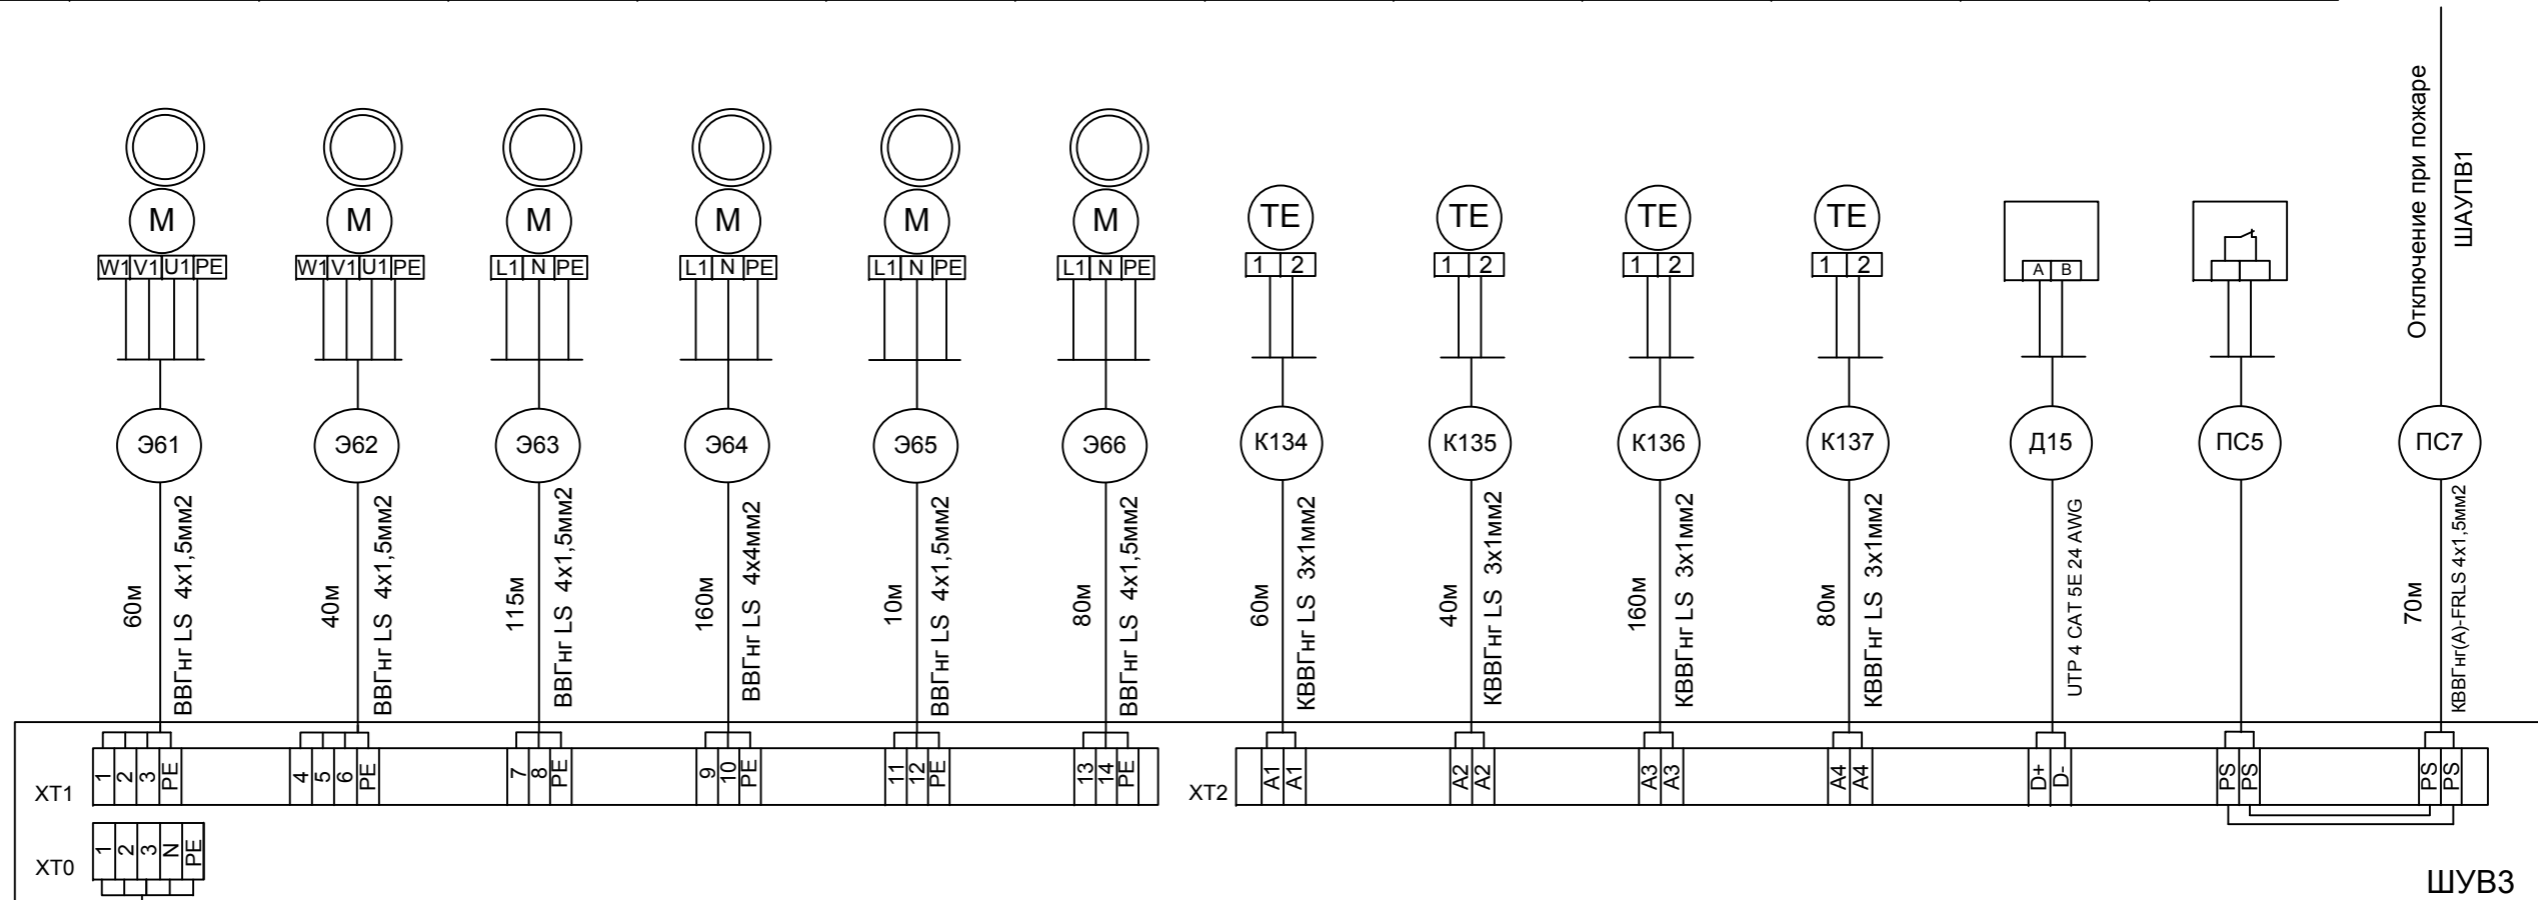 Отключение при пожаре
ШАУПВ1
M M M M M M TE TE TE TE
W1 V1 U1 PE W1 V1 U1 PE L1 N PE L1 N PE L1 N PE L1 N PE 1 2 1 2 1 2 1 2 A B
Э61 Э62 Э63 Э64 Э65 Э66 К134 К135 К136 К137 Д15 ПС5 ПС7
60м
ВВГнг LS 4х1,5мм2
40м
ВВГнг LS 4х1,5мм2
115м
ВВГнг LS 4х1,5мм2
160м
ВВГнг LS 4х4мм2
10м
ВВГнг LS 4х1,5мм2
80м
ВВГнг LS 4х1,5мм2
60м
КВВГнг LS 3х1мм2
40м
КВВГнг LS 3х1мм2
160м
КВВГнг LS 3х1мм2
80м
КВВГнг LS 3х1мм2
UTP 4 CAT 5E 24 AWG
70м
КВВГнг(А)-FRLS 4х1,5мм2
XT1 1 2 3 PE 4 5 6 PE 7 8 PE 9 10 PE 11 12 PE 13 14 PE
XT2 A1 A1 A2 A2 A3 A3 A4 A4 D+ D- PS PS PS PS
XT0 1 2 3 N PE
ШУВ3